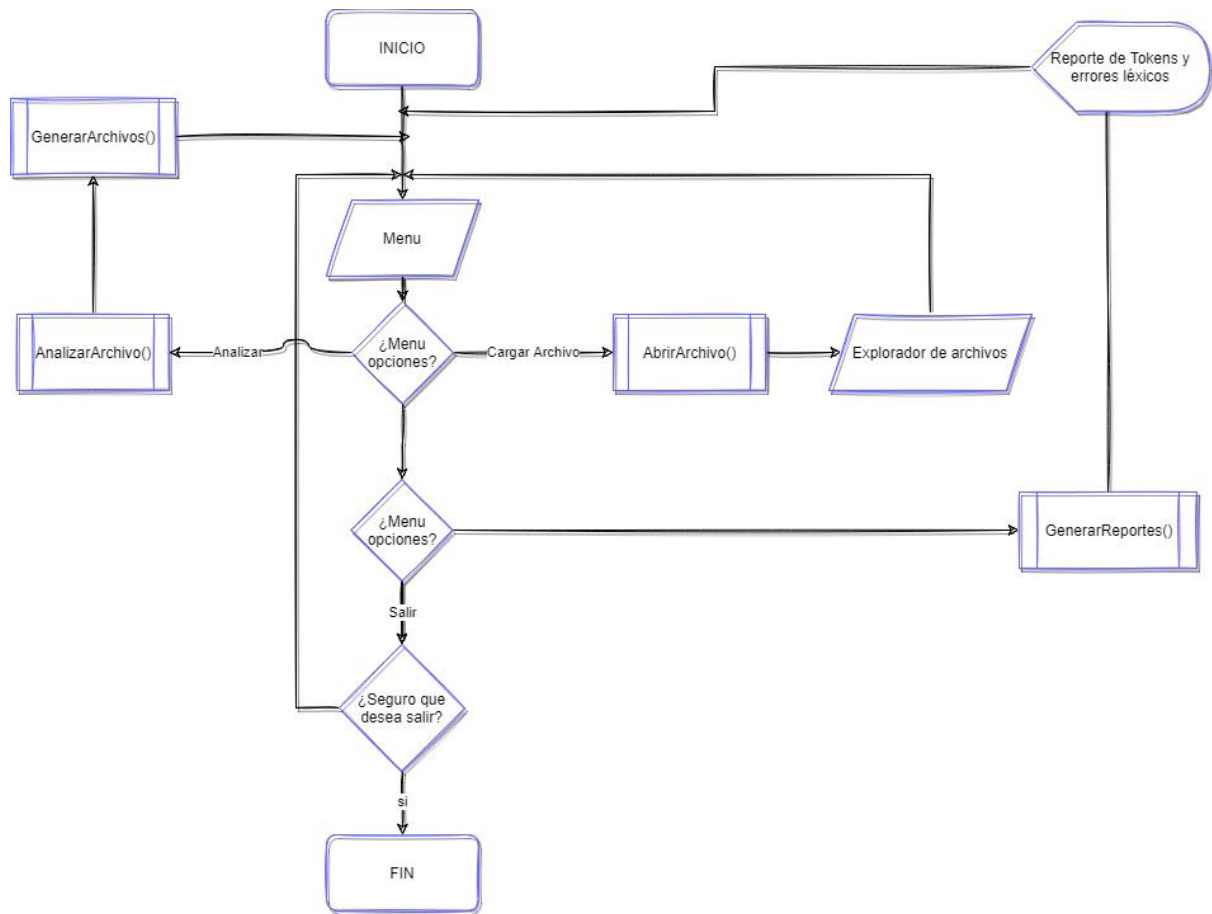 INICIO
Reporte de Tokens y
errores léxicos
GenerarArchivos()
Menu
AnalizarArchivo()
Analizar
¿Menu
opciones?
Cargar Archivo
AbrirArchivo()
Explorador de archivos
¿Menu
opciones?
GenerarReportes()
Salir
¿Seguro que
desea salir?
si
FIN